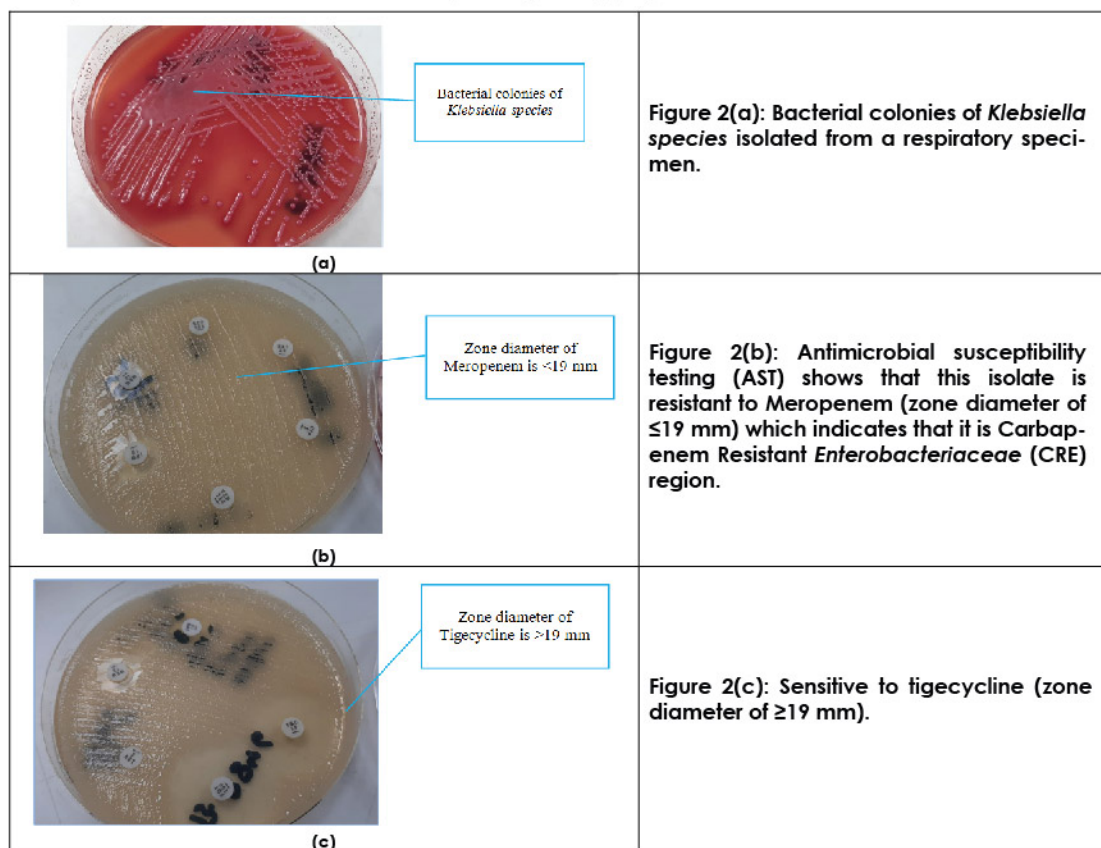 Bacterial colonies of
Klebsiella species
(a)
Figure 2(a): Bacterial colonies of Klebsiella
species isolated from a respiratory speci-
men.
Zone diameter of
Meropenem is <19 mm
(b)
Figure 2(b): Antimicrobial susceptibility
testing (AST) shows that this isolate is
resistant to Meropenem (zone diameter of
≤19 mm) which indicates that it is Carbap-
enem Resistant Enterobacteriaceae (CRE)
region.
Zone diameter of
Tigecycline is >19 mm
(c)
Figure 2(c): Sensitive to tigecycline (zone
diameter of ≥19 mm).